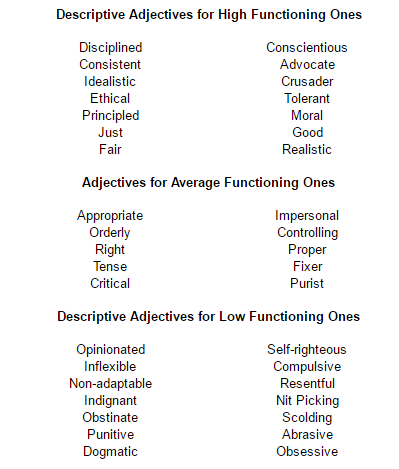 Descriptive Adjectives for High Functioning Ones
Disciplined Conscientious
Consistent Advocate
Idealistic Crusader
Ethical Tolerant
Principled Moral
Just Good
Fair Realistic
Adjectives for Average Functioning Ones
Appropriate Impersonal
Orderly Controlling
Right Proper
Tense Fixer
Critical Purist
Descriptive Adjectives for Low Functioning Ones
Opinionated Self-righteous
Inflexible Compulsive
Non-adaptable Resentful
Indignant Nit Picking
Obstinate Scolding
Punitive Abrasive
Dogmatic Obsessive